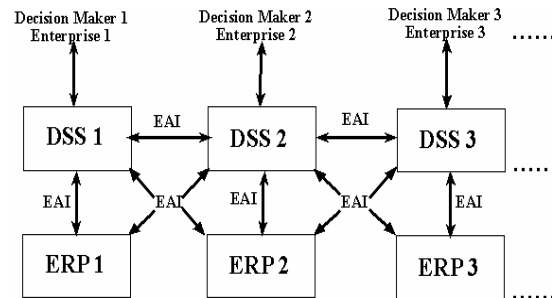 Decision Maker 1
Enterprise 1
Decision Maker 2
Enterprise 2
Decision Maker 3
Enterprise 3
......
DSS 1
EAI
DSS 2
EAI
DSS 3
......
EAI
EAI
EAI
EAI
EAI
ERP 1
ERP 2
ERP 3
......